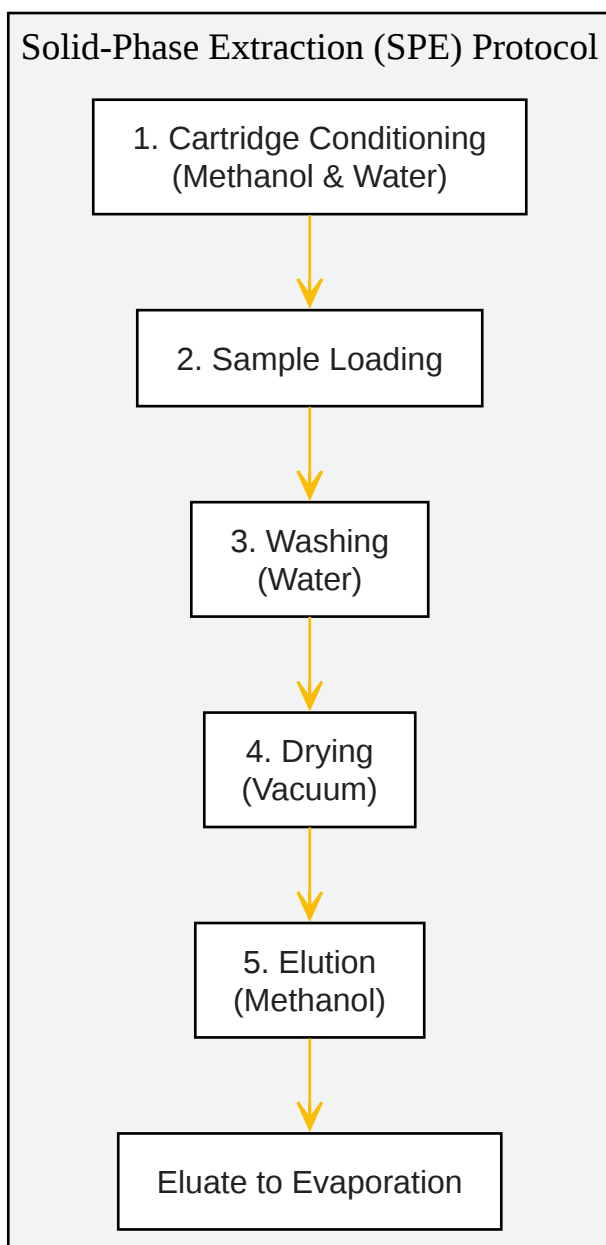 Solid-Phase Extraction (SPE) Protocol
1. Cartridge Conditioning
(Methanol & Water)
2. Sample Loading
3. Washing
(Water)
4. Drying
(Vacuum)
5. Elution
(Methanol)
Eluate to Evaporation